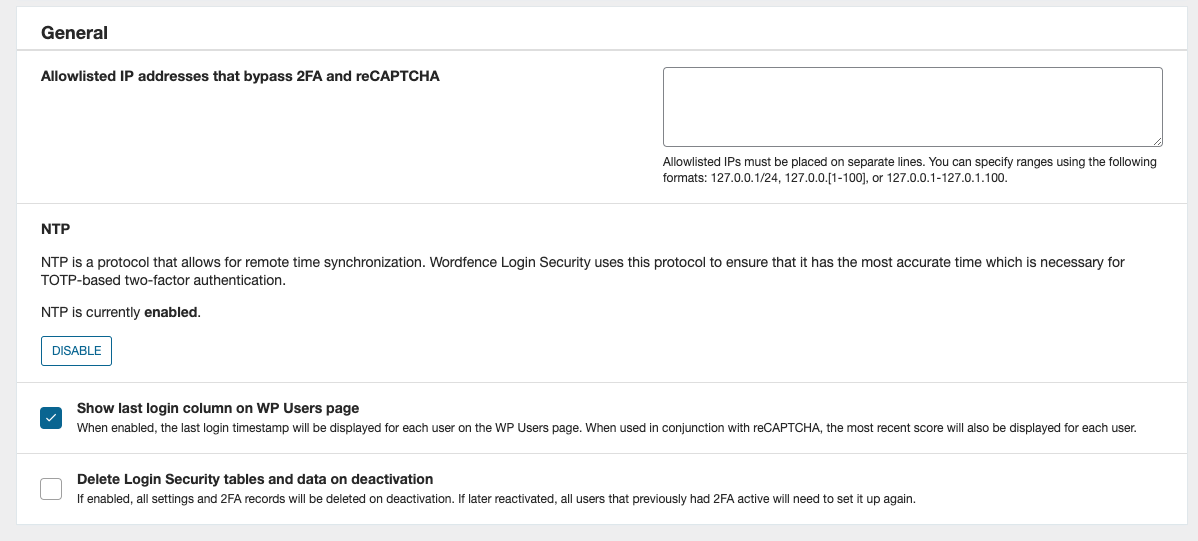 General
Allowlisted IP addresses that bypass 2FA and reCAPTCHA
Allowlisted IPs must be placed on separate lines. You can specify ranges using the following
formats: 127.0.0.1/24, 127.0.0.[1-100], or 127.0.0.1-127.0.1.100.
NTP
NTP is a protocol that allows for remote time synchronization. Wordfence Login Security uses this protocol to ensure that it has the most accurate time which is necessary for
TOTP-based two-factor authentication.
NTP is currently enabled.
DISABLE
Show last login column on WP Users page
When enabled, the last login timestamp will be displayed for each user on the WP Users page. When used in conjunction with reCAPTCHA, the most recent score will also be displayed for each user.
Delete Login Security tables and data on deactivation
If enabled, all settings and 2FA records will be deleted on deactivation. If later reactivated, all users that previously had 2FA active will need to set it up again.